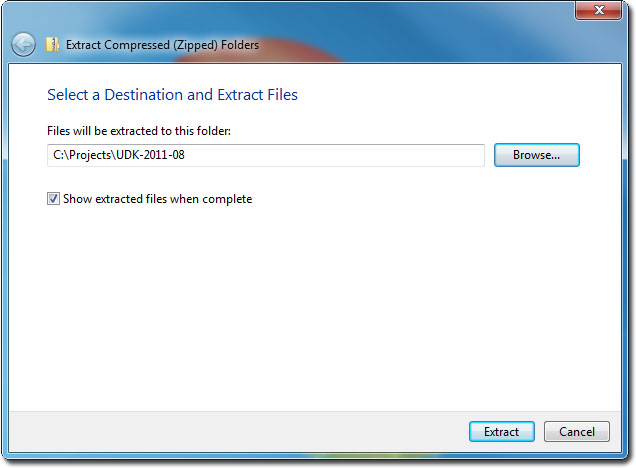 Extract Compressed (Zipped) Folders
Select a Destination and Extract Files
Files will be extracted to this folder:
C:\Projects\UDK-2011-08
Browse...
Show extracted files when complete
Extract
Cancel